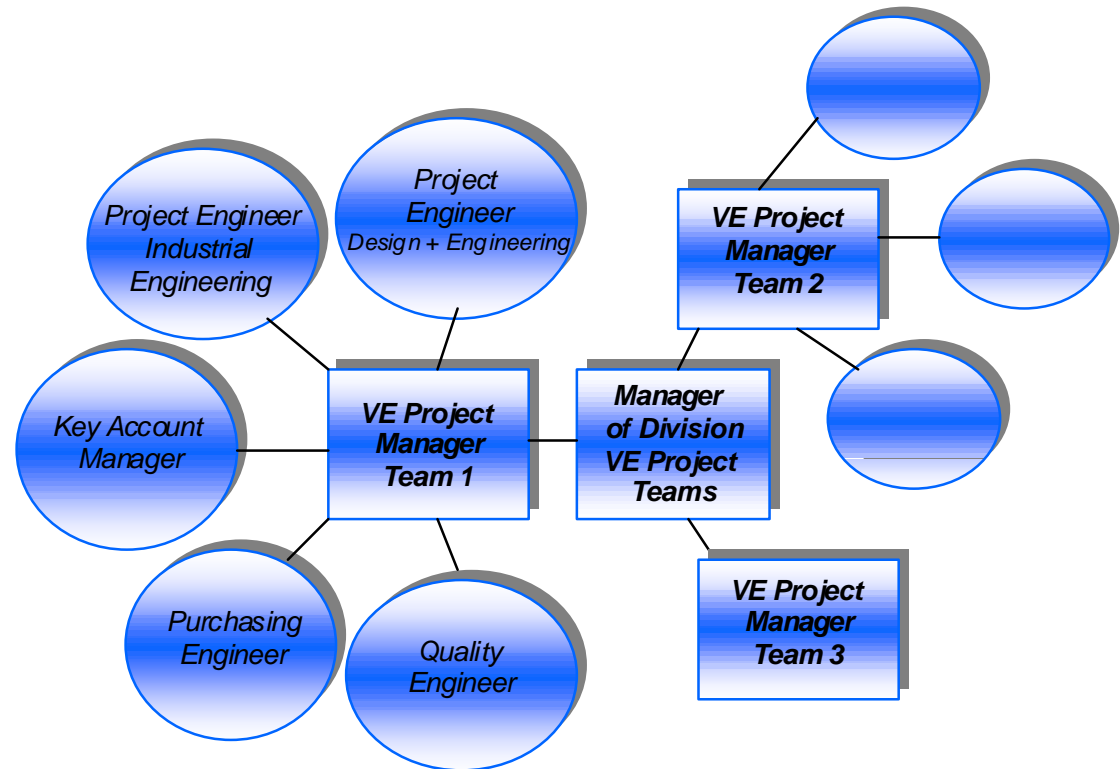 Project
Engineer
Design + Engineering
Project Engineer
Industrial
Engineering
VE Project
Manager
Team 2
Key Account
Manager
VE Project
Manager
Team 1
Manager
of Division
VE Project
Teams
Purchasing
Engineer
Quality
Engineer
VE Project
Manager
Team 3